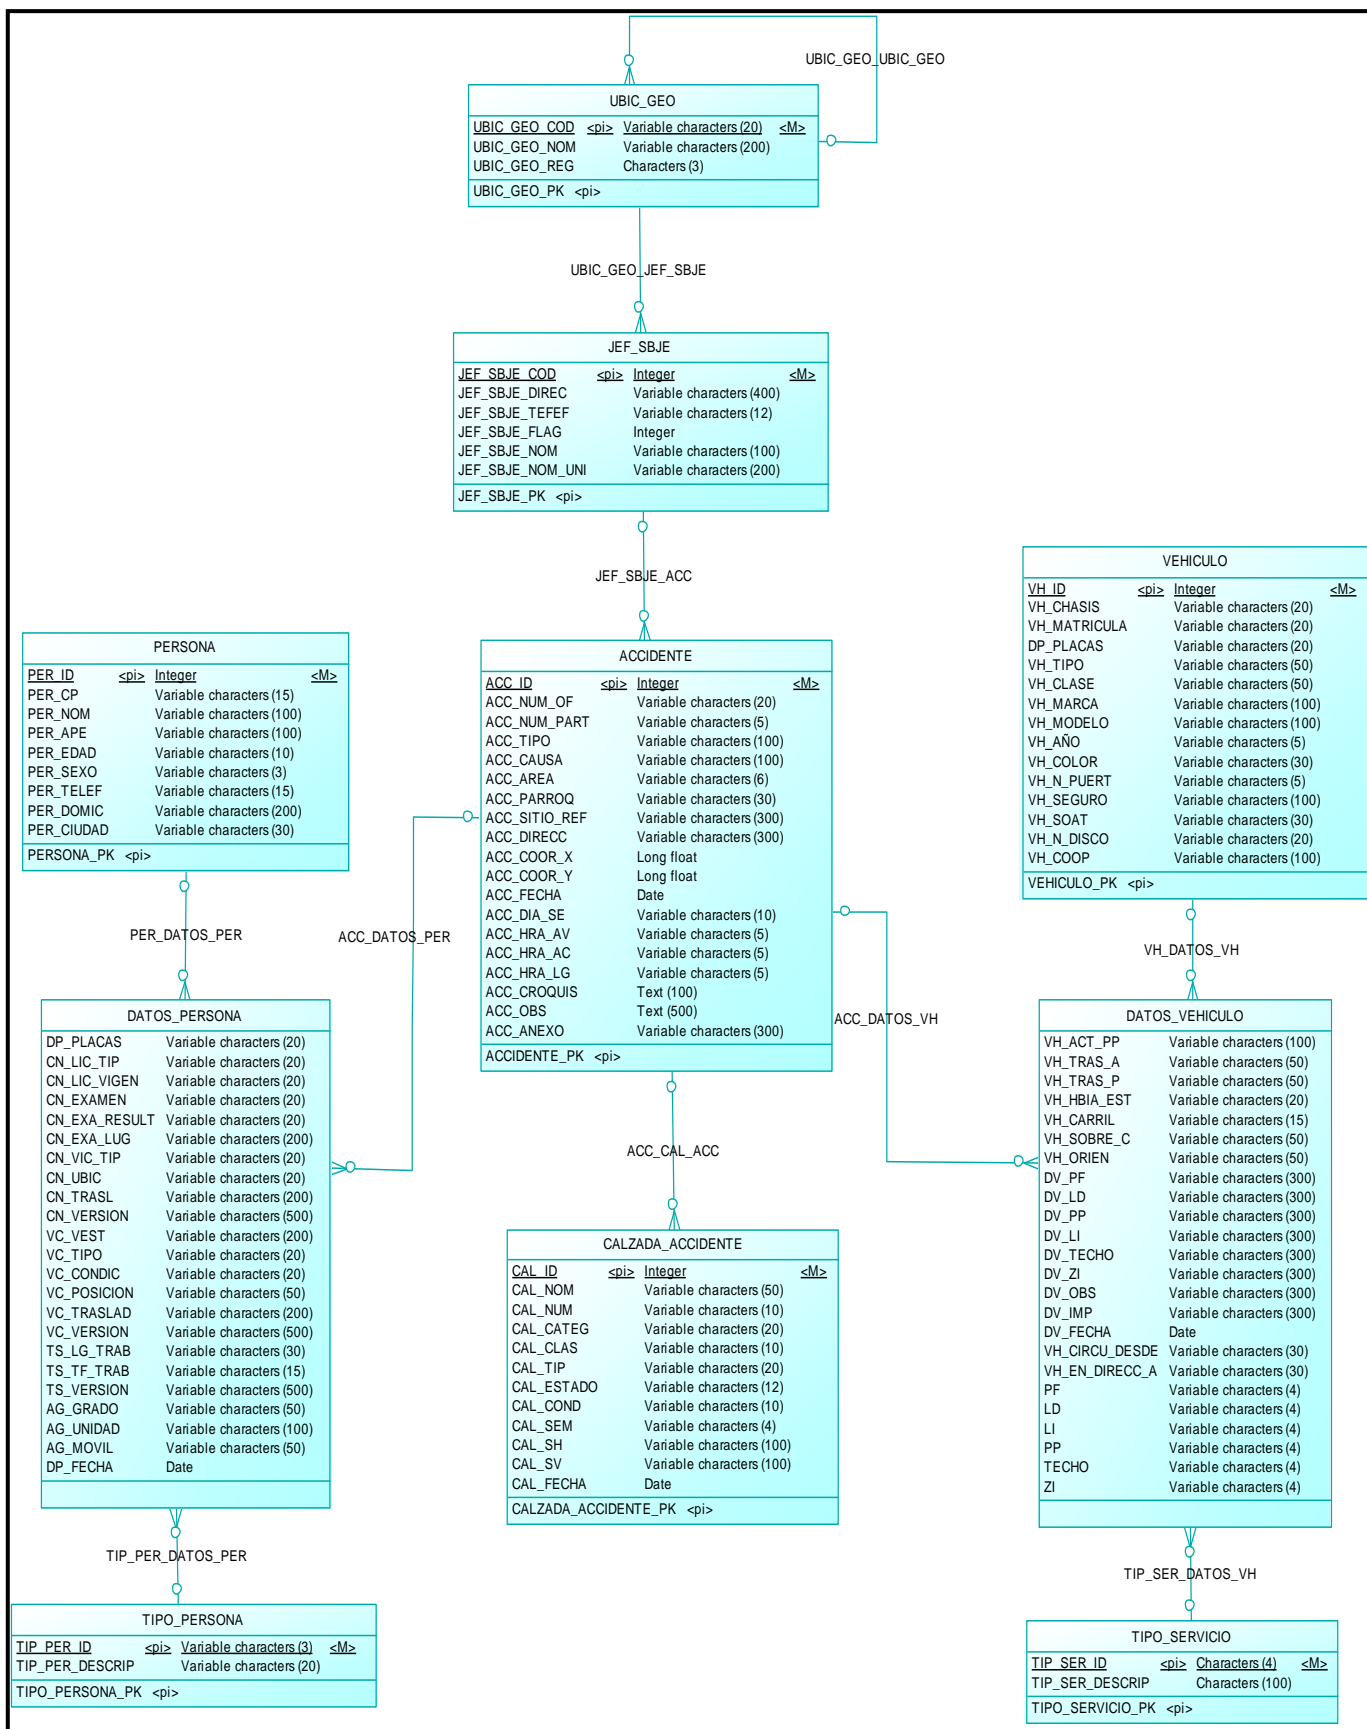 UBIC_GEO_UBIC_GEO
UBIC_GEO
UBIC_GEO_COD <pi> Variable characters (20) <M>
UBIC_GEO_NOM Variable characters (200)
UBIC_GEO_REG Characters (3)
UBIC_GEO_PK <pi>
UBIC_GEO_JEF_SBJE
JEF_SBJE
JEF_SBJE_COD <pi> Integer <M>
JEF_SBJE_DIREC Variable characters (400)
JEF_SBJE_TEFEF Variable characters (12)
JEF_SBJE_FLAG Integer
JEF_SBJE_NOM Variable characters (100)
JEF_SBJE_NOM_UNI Variable characters (200)
JEF_SBJE_PK <pi>
JEF_SBJE_ACC
PERSONA
PER_ID <pi> Integer <M>
PER_CP Variable characters (15)
PER_NOM Variable characters (100)
PER_APE Variable characters (100)
PER_EDAD Variable characters (10)
PER_SEXO Variable characters (3)
PER_TELEF Variable characters (15)
PER_DOMIC Variable characters (200)
PER_CIUDAD Variable characters (30)
PERSONA_PK <pi>
PER_DATOS_PER
ACC_DATOS_PER
ACCIDENTE
ACC_ID <pi> Integer <M>
ACC_NUM_OF Variable characters (20)
ACC_NUM_PART Variable characters (5)
ACC_TIPO Variable characters (100)
ACC_CAUSA Variable characters (100)
ACC_AREA Variable characters (6)
ACC_PARROQ Variable characters (30)
ACC_SITIO_REF Variable characters (300)
ACC_DIRECC Variable characters (300)
ACC_COOR_X Long float
ACC_COOR_Y Long float
ACC_FECHA Date
ACC_DIA_SE Variable characters (10)
ACC_HRA_AV Variable characters (5)
ACC_HRA_AC Variable characters (5)
ACC_HRA_LG Variable characters (5)
ACC_CROQUIS Text (100)
ACC_OBS Text (500)
ACC_ANEXO Variable characters (300)
ACCIDENTE_PK <pi>
VEHICULO
VH_ID <pi> Integer <M>
VH_CHASIS Variable characters (20)
VH_MATRICULA Variable characters (20)
DP_PLACAS Variable characters (20)
VH_TIPO Variable characters (50)
VH_CLASE Variable characters (50)
VH_MARCA Variable characters (100)
VH_MODELO Variable characters (100)
VH_AÑO Variable characters (5)
VH_COLOR Variable characters (30)
VH_N_PUERT Variable characters (5)
VH_SEGURO Variable characters (100)
VH_SOAT Variable characters (30)
VH_N_DISCO Variable characters (20)
VH_COOP Variable characters (100)
VEHICULO_PK <pi>
VH_DATOS_VH
ACC_DATOS_VH
DATOS_PERSONA
DP_PLACAS Variable characters (20)
CN_LIC_TIP Variable characters (20)
CN_LIC_VIGEN Variable characters (20)
CN_EXAMEN Variable characters (20)
CN_EXA_RESULT Variable characters (20)
CN_EXA_LUG Variable characters (200)
CN_VIC_TIP Variable characters (20)
CN_UBIC Variable characters (20)
CN_TRASL Variable characters (200)
CN_VERSION Variable characters (500)
VC_VEST Variable characters (200)
VC_TIPO Variable characters (20)
VC_CONDIC Variable characters (20)
VC_POSICION Variable characters (50)
VC_TRASLAD Variable characters (200)
VC_VERSION Variable characters (500)
TS_LG_TRAB Variable characters (30)
TS_TF_TRAB Variable characters (15)
TS_VERSION Variable characters (500)
AG_GRADO Variable characters (50)
AG_UNIDAD Variable characters (100)
AG_MOVIL Variable characters (50)
DP_FECHA Date
ACC_CAL_ACC
CALZADA_ACCIDENTE
CAL_ID <pi> Integer <M>
CAL_NOM Variable characters (50)
CAL_NUM Variable characters (10)
CAL_CATEG Variable characters (20)
CAL_CLAS Variable characters (10)
CAL_TIP Variable characters (20)
CAL_ESTADO Variable characters (12)
CAL_COND Variable characters (10)
CAL_SEM Variable characters (4)
CAL_SH Variable characters (100)
CAL_SV Variable characters (100)
CAL_FECHA Date
CALZADA_ACCIDENTE_PK <pi>
DATOS_VEHICULO
VH_ACT_PP Variable characters (100)
VH_TRAS_A Variable characters (50)
VH_TRAS_P Variable characters (50)
VH_HBIA_EST Variable characters (20)
VH_CARRIL Variable characters (15)
VH_SOBRE_C Variable characters (50)
VH_ORIEN Variable characters (50)
DV_PF Variable characters (300)
DV_LD Variable characters (300)
DV_PP Variable characters (300)
DV_LI Variable characters (300)
DV_TECHO Variable characters (300)
DV_ZI Variable characters (300)
DV_OBS Variable characters (300)
DV_IMP Variable characters (300)
DV_FECHA Date
VH_CIRCU_DESDE Variable characters (30)
VH_EN_DIRECC_A Variable characters (30)
PF Variable characters (4)
LD Variable characters (4)
LI Variable characters (4)
PP Variable characters (4)
TECHO Variable characters (4)
ZI Variable characters (4)
TIP_PER_DATOS_PER
TIPO_PERSONA
TIP_PER_ID <pi> Variable characters (3) <M>
TIP_PER_DESCRIP Variable characters (20)
TIPO_PERSONA_PK <pi>
TIP_SER_DATOS_VH
TIPO_SERVICIO
TIP_SER_ID <pi> Characters (4) <M>
TIP_SER_DESCRIP Characters (100)
TIPO_SERVICIO_PK <pi>